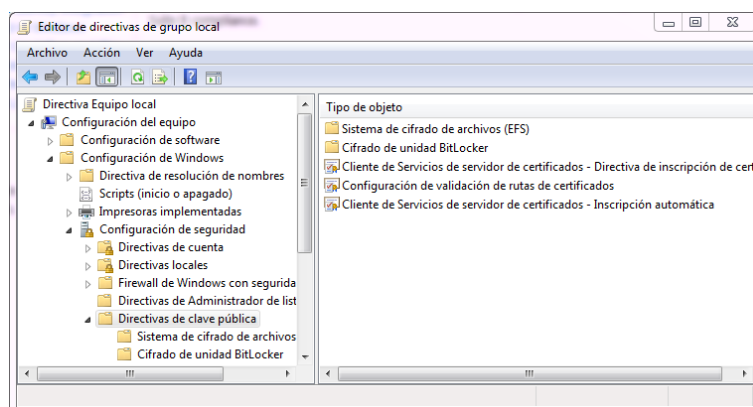 Editor de directivas de grupo local
Archivo Acción Ver Ayuda
Directiva Equipo local
Configuración del equipo
Configuración de software
Configuración de Windows
Directiva de resolución de nombres
Scripts (inicio o apagado)
Impresoras implementadas
Configuración de seguridad
Directivas de cuenta
Directivas locales
Firewall de Windows con segurida
Directivas de Administrador de list
Directivas de clave pública
Sistema de cifrado de archivos
Cifrado de unidad BitLocker
Tipo de objeto
Sistema de cifrado de archivos (EFS)
Cifrado de unidad BitLocker
Cliente de Servicios de servidor de certificados - Directiva de inscripción de cert
Configuración de validación de rutas de certificados
Cliente de Servicios de servidor de certificados - Inscripción automática